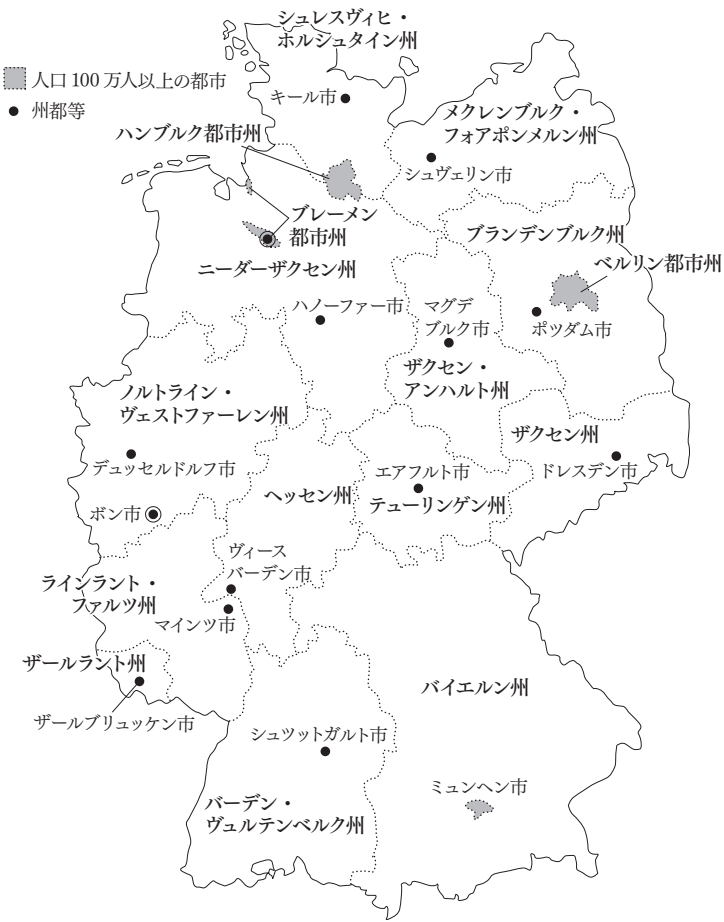 シュレスヴィヒ・
ホルシュタイン州
人口100万人以上の都市
州都等
キール市
メクレンブルク・
フォアポンメルン州
ハンブルク都市州
シュヴェリン市
ブレーメン
都市州
ブランデンブルク州
ベルリン都市州
ニーダーザクセン州
ハノーファー市
マグデ
ブルク市
ポツダム市
ザクセン・
アンハルト州
ノルトライン・
ヴェストファーレン州
ザクセン州
デュッセルドルフ市
エアフルト市
ドレスデン市
ヘッセン州
テューリンゲン州
ボン市
ヴィース
バーデン市
ラインラント・
ファルツ州
マインツ市
ザールラント州
バイエルン州
ザールブリュッケン市
シュツットガルト市
ミュンヘン市
バーデン・
ヴュルテンベルク州